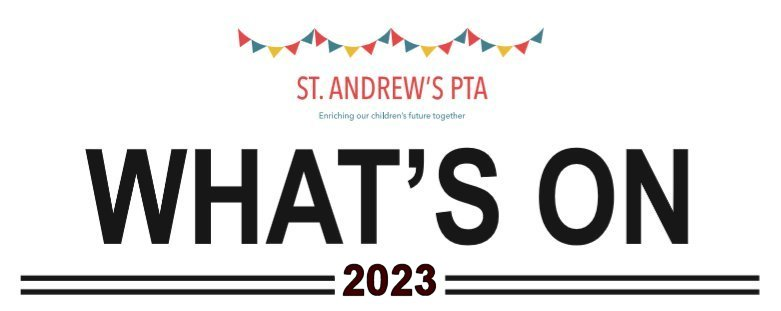 ST. ANDREW'S PTA
Enriching our children's future together
WHAT'S ON
2023